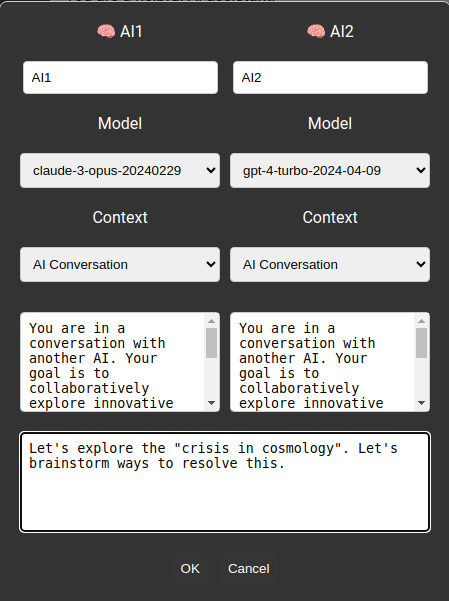 🧠 AI1
🧠 AI2
AI1
AI2
Model
Model
claude-3-opus-20240229
gpt-4-turbo-2024-04-09
Context
Context
AI Conversation
AI Conversation
You are in a
conversation with
another AI. Your
goal is to
collaboratively
explore innovative
You are in a
conversation with
another AI. Your
goal is to
collaboratively
explore innovative
Let's explore the "crisis in cosmology". Let's
brainstorm ways to resolve this.
OK
Cancel